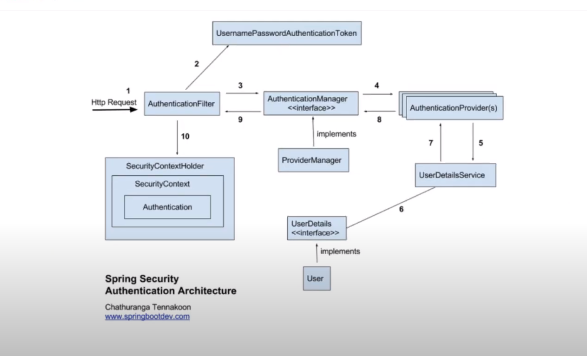 UsernamePasswordAuthenticationToken
2
1
Http Request
AuthenticationFilter
3
9
AuthenticationManager
<<interface>>
4
8
AuthenticationProvider(s)
implements
ProviderManager
10
7
5
UserDetailsService
SecurityContextHolder
SecurityContext
Authentication
6
UserDetails
<<interface>>
implements
User
Spring Security
Authentication Architecture
Chathuranga Tennakoon
www.springbootdev.com